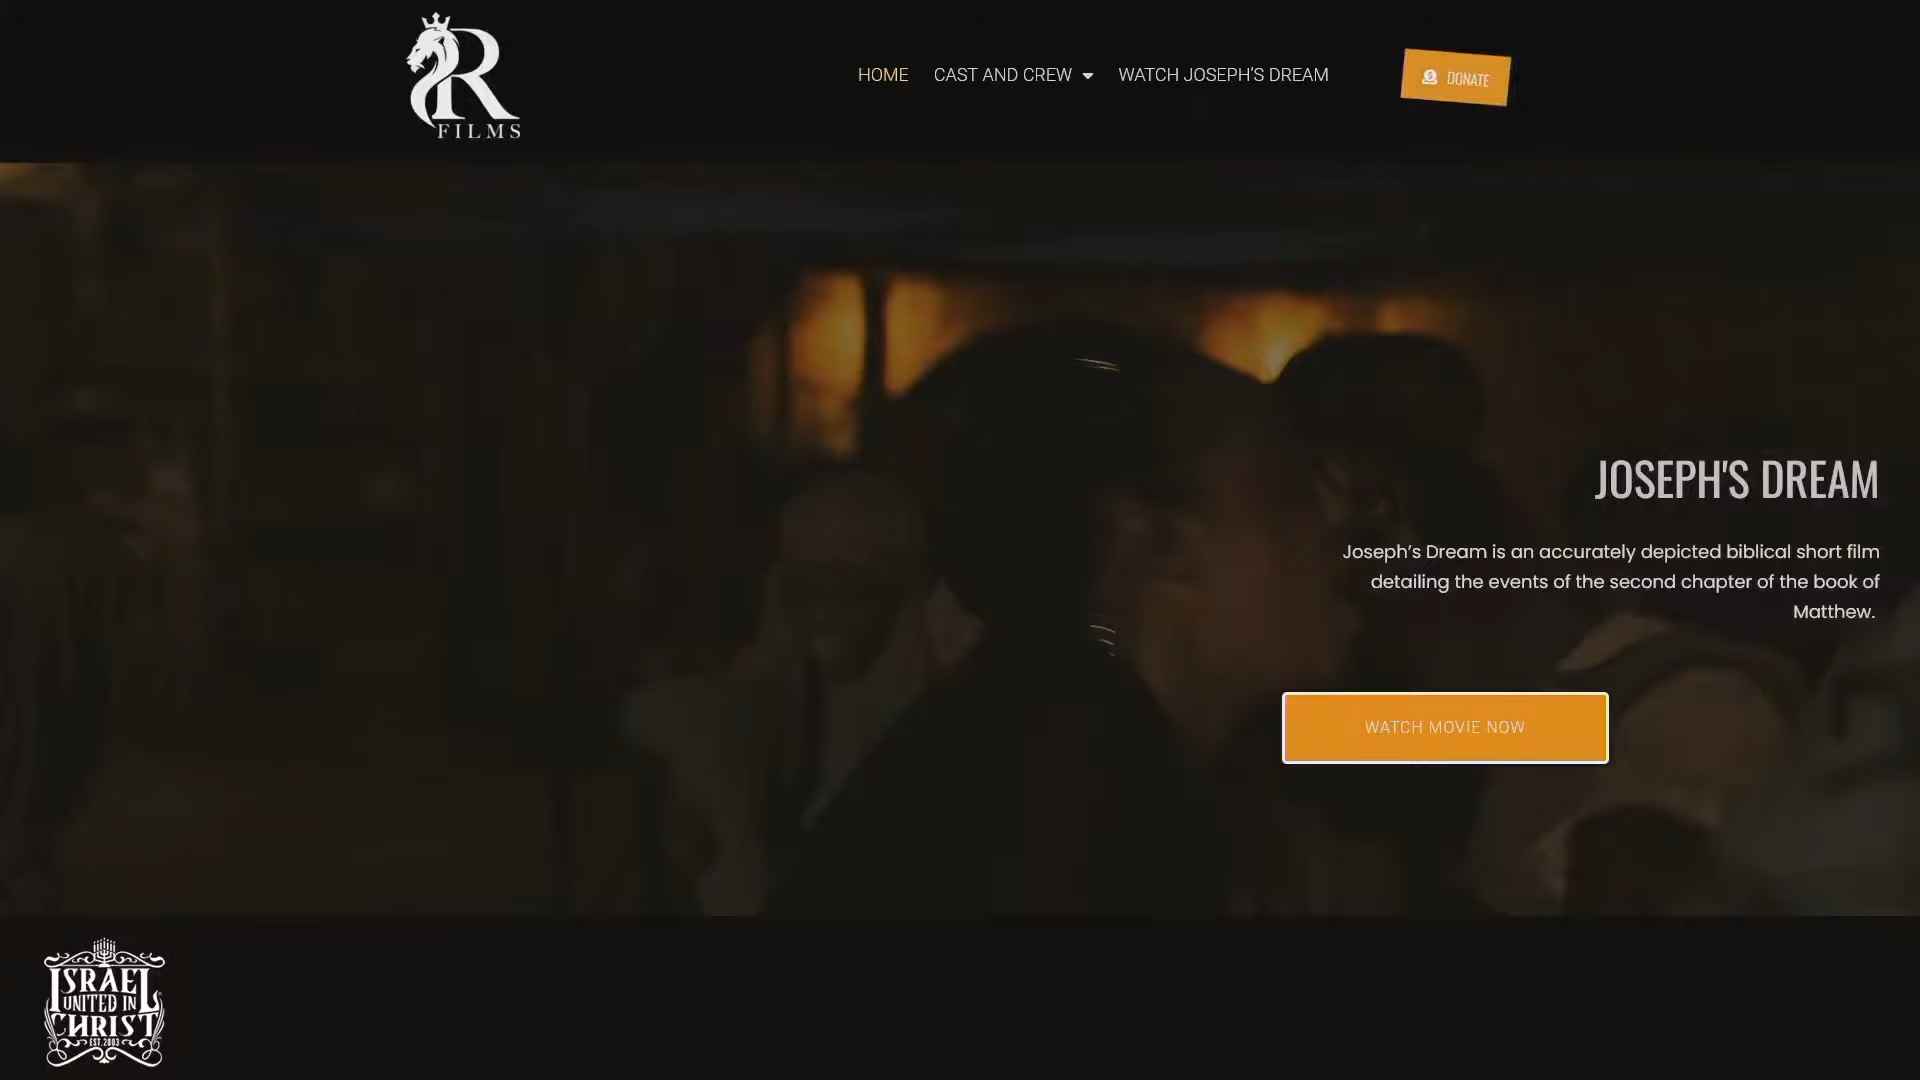 R
FILMS
HOME
CAST AND CREW
WATCH JOSEPH'S DREAM
DONATE
JOSEPH'S DREAM
Joseph's Dream is an accurately depicted biblical short film
detailing the events of the second chapter of the book of
Matthew.
WATCH MOVIE NOW
ISRAEL
UNITED IN
CHRIST
EST.2003